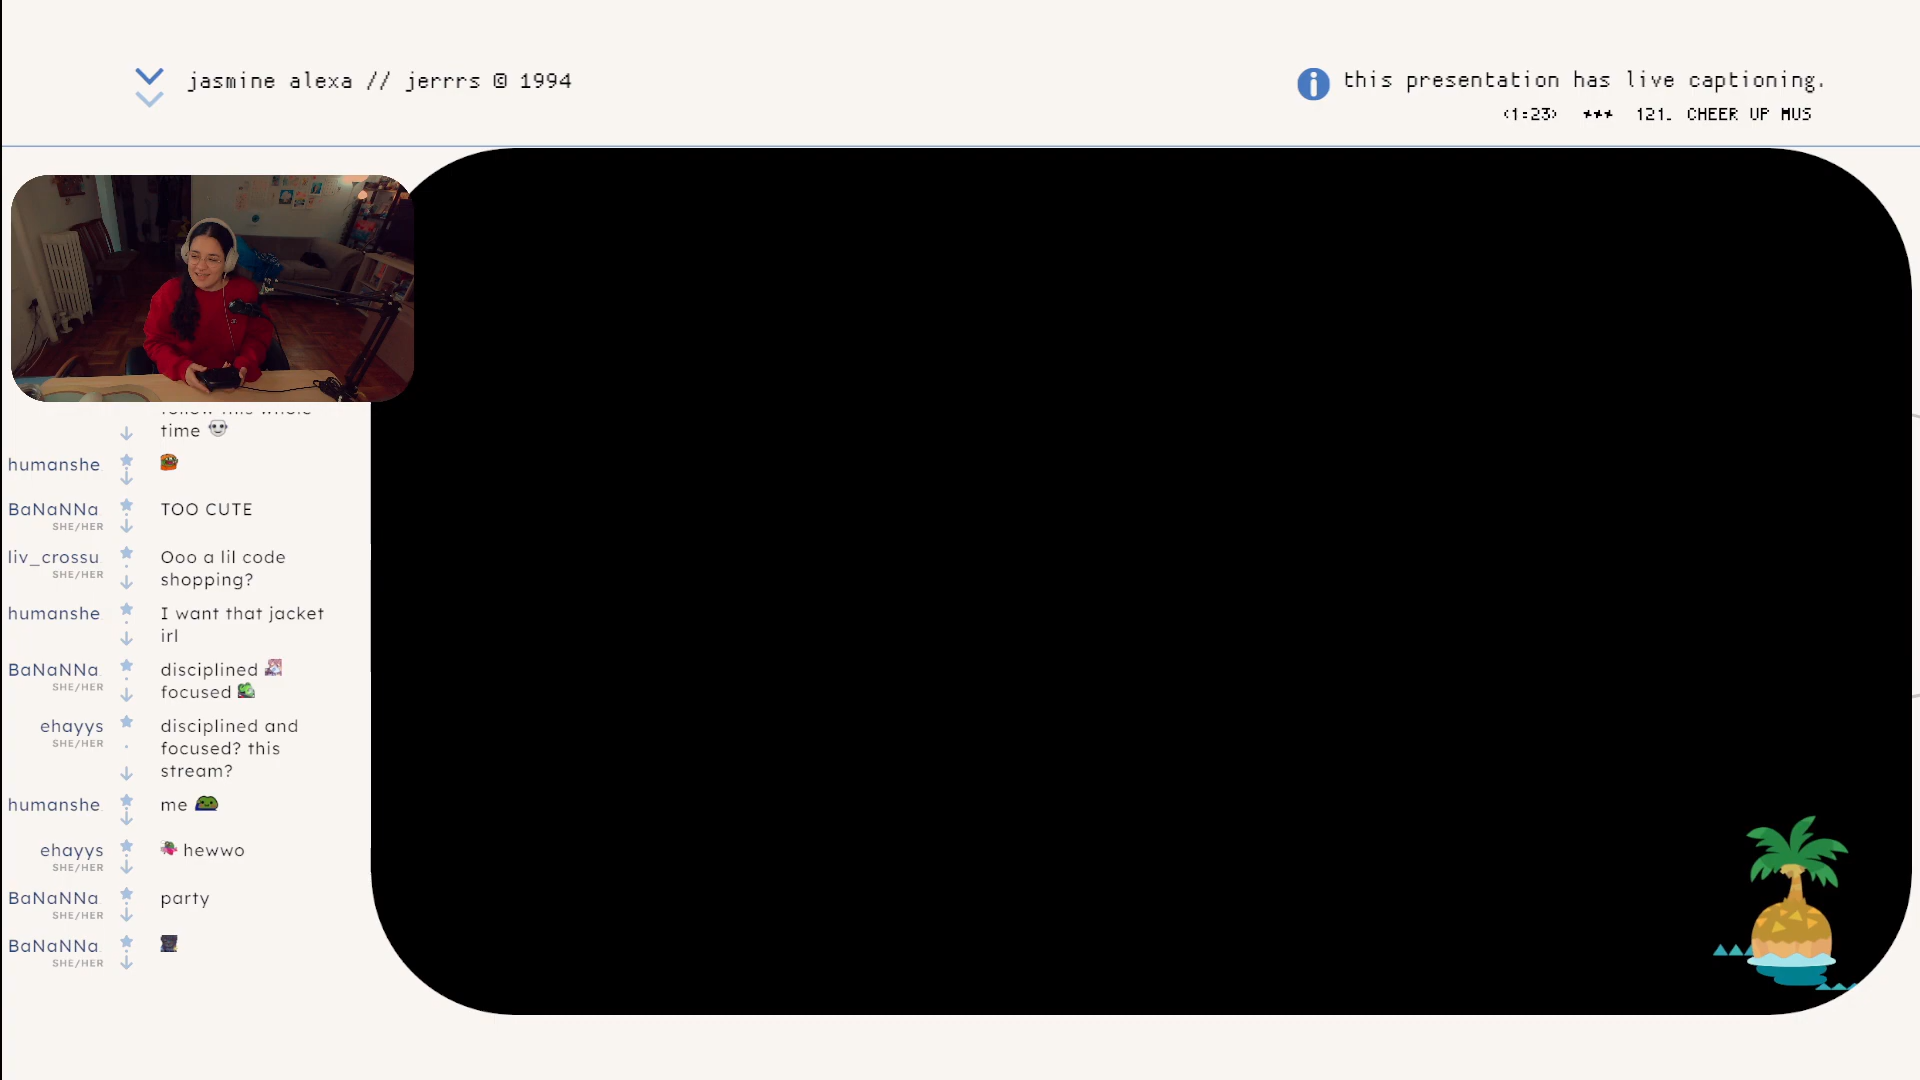 jasmine alexa // jerrrs © 1994
this presentation has live captioning.
<1:23> *** 121. CHEER UP MUS
follow this whole
time
humanshe
BaNaNNa
SHE/HER
TOO CUTE
liv_crossu
SHE/HER
Ooo a lil code
shopping?
humanshe
I want that jacket
irl
BaNaNNa
SHE/HER
disciplined
focused
ehayys
SHE/HER
disciplined and
focused? this
stream?
humanshe
me
ehayys
SHE/HER
hewwo
BaNaNNa
SHE/HER
party
BaNaNNa
SHE/HER